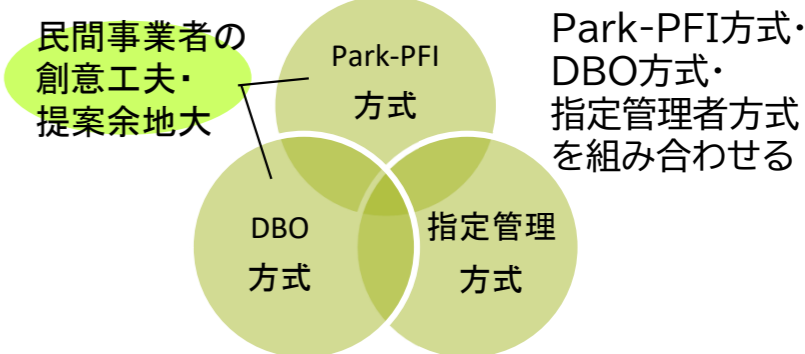 民間事業者の
創意工夫・
提案余地大
Park-PFI
方式
Park-PFI方式・
DBO方式・
指定管理者方式
を組み合わせる
DBO
方式
指定管理
方式